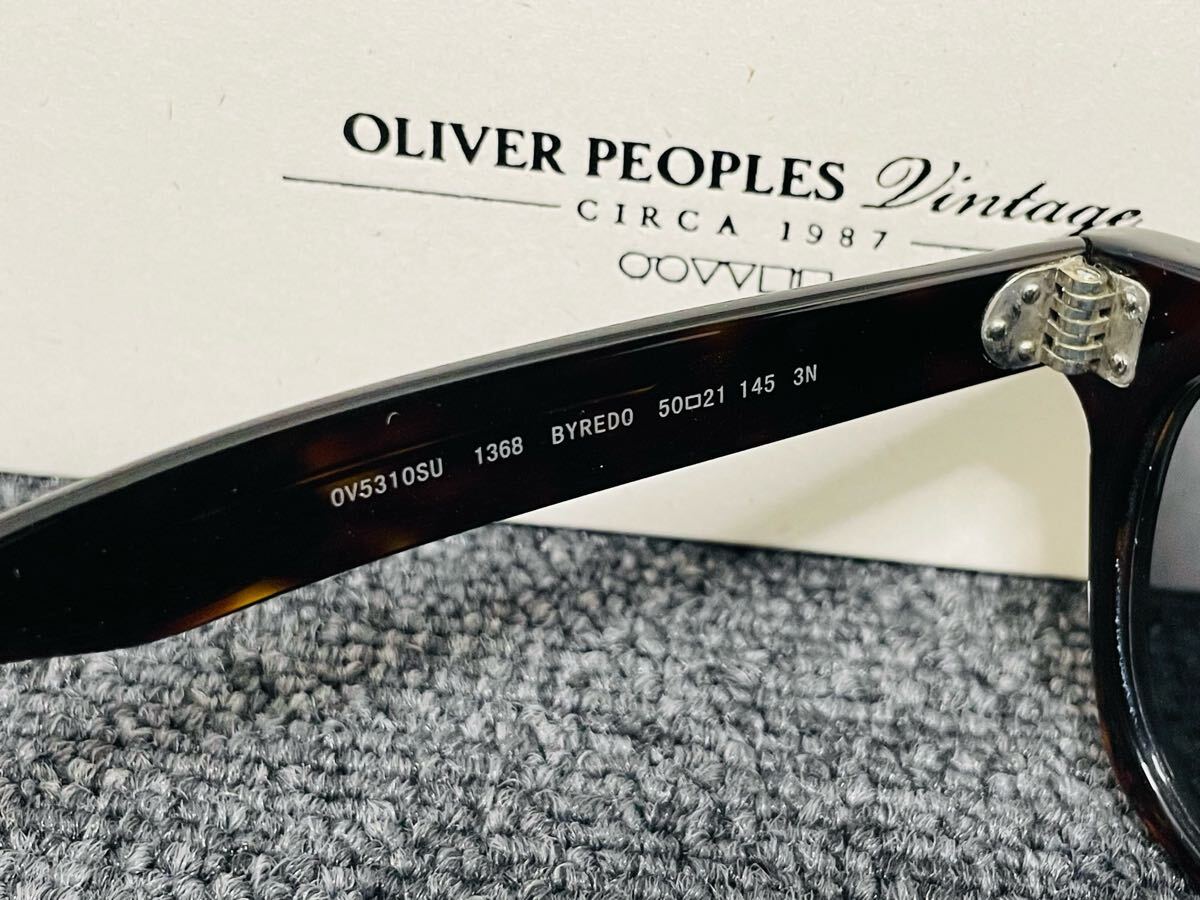 OLIVER PEOPLES Vintage
CIRCA 1987
OV5310SU 1368 BYREDO 50□21 145 3N